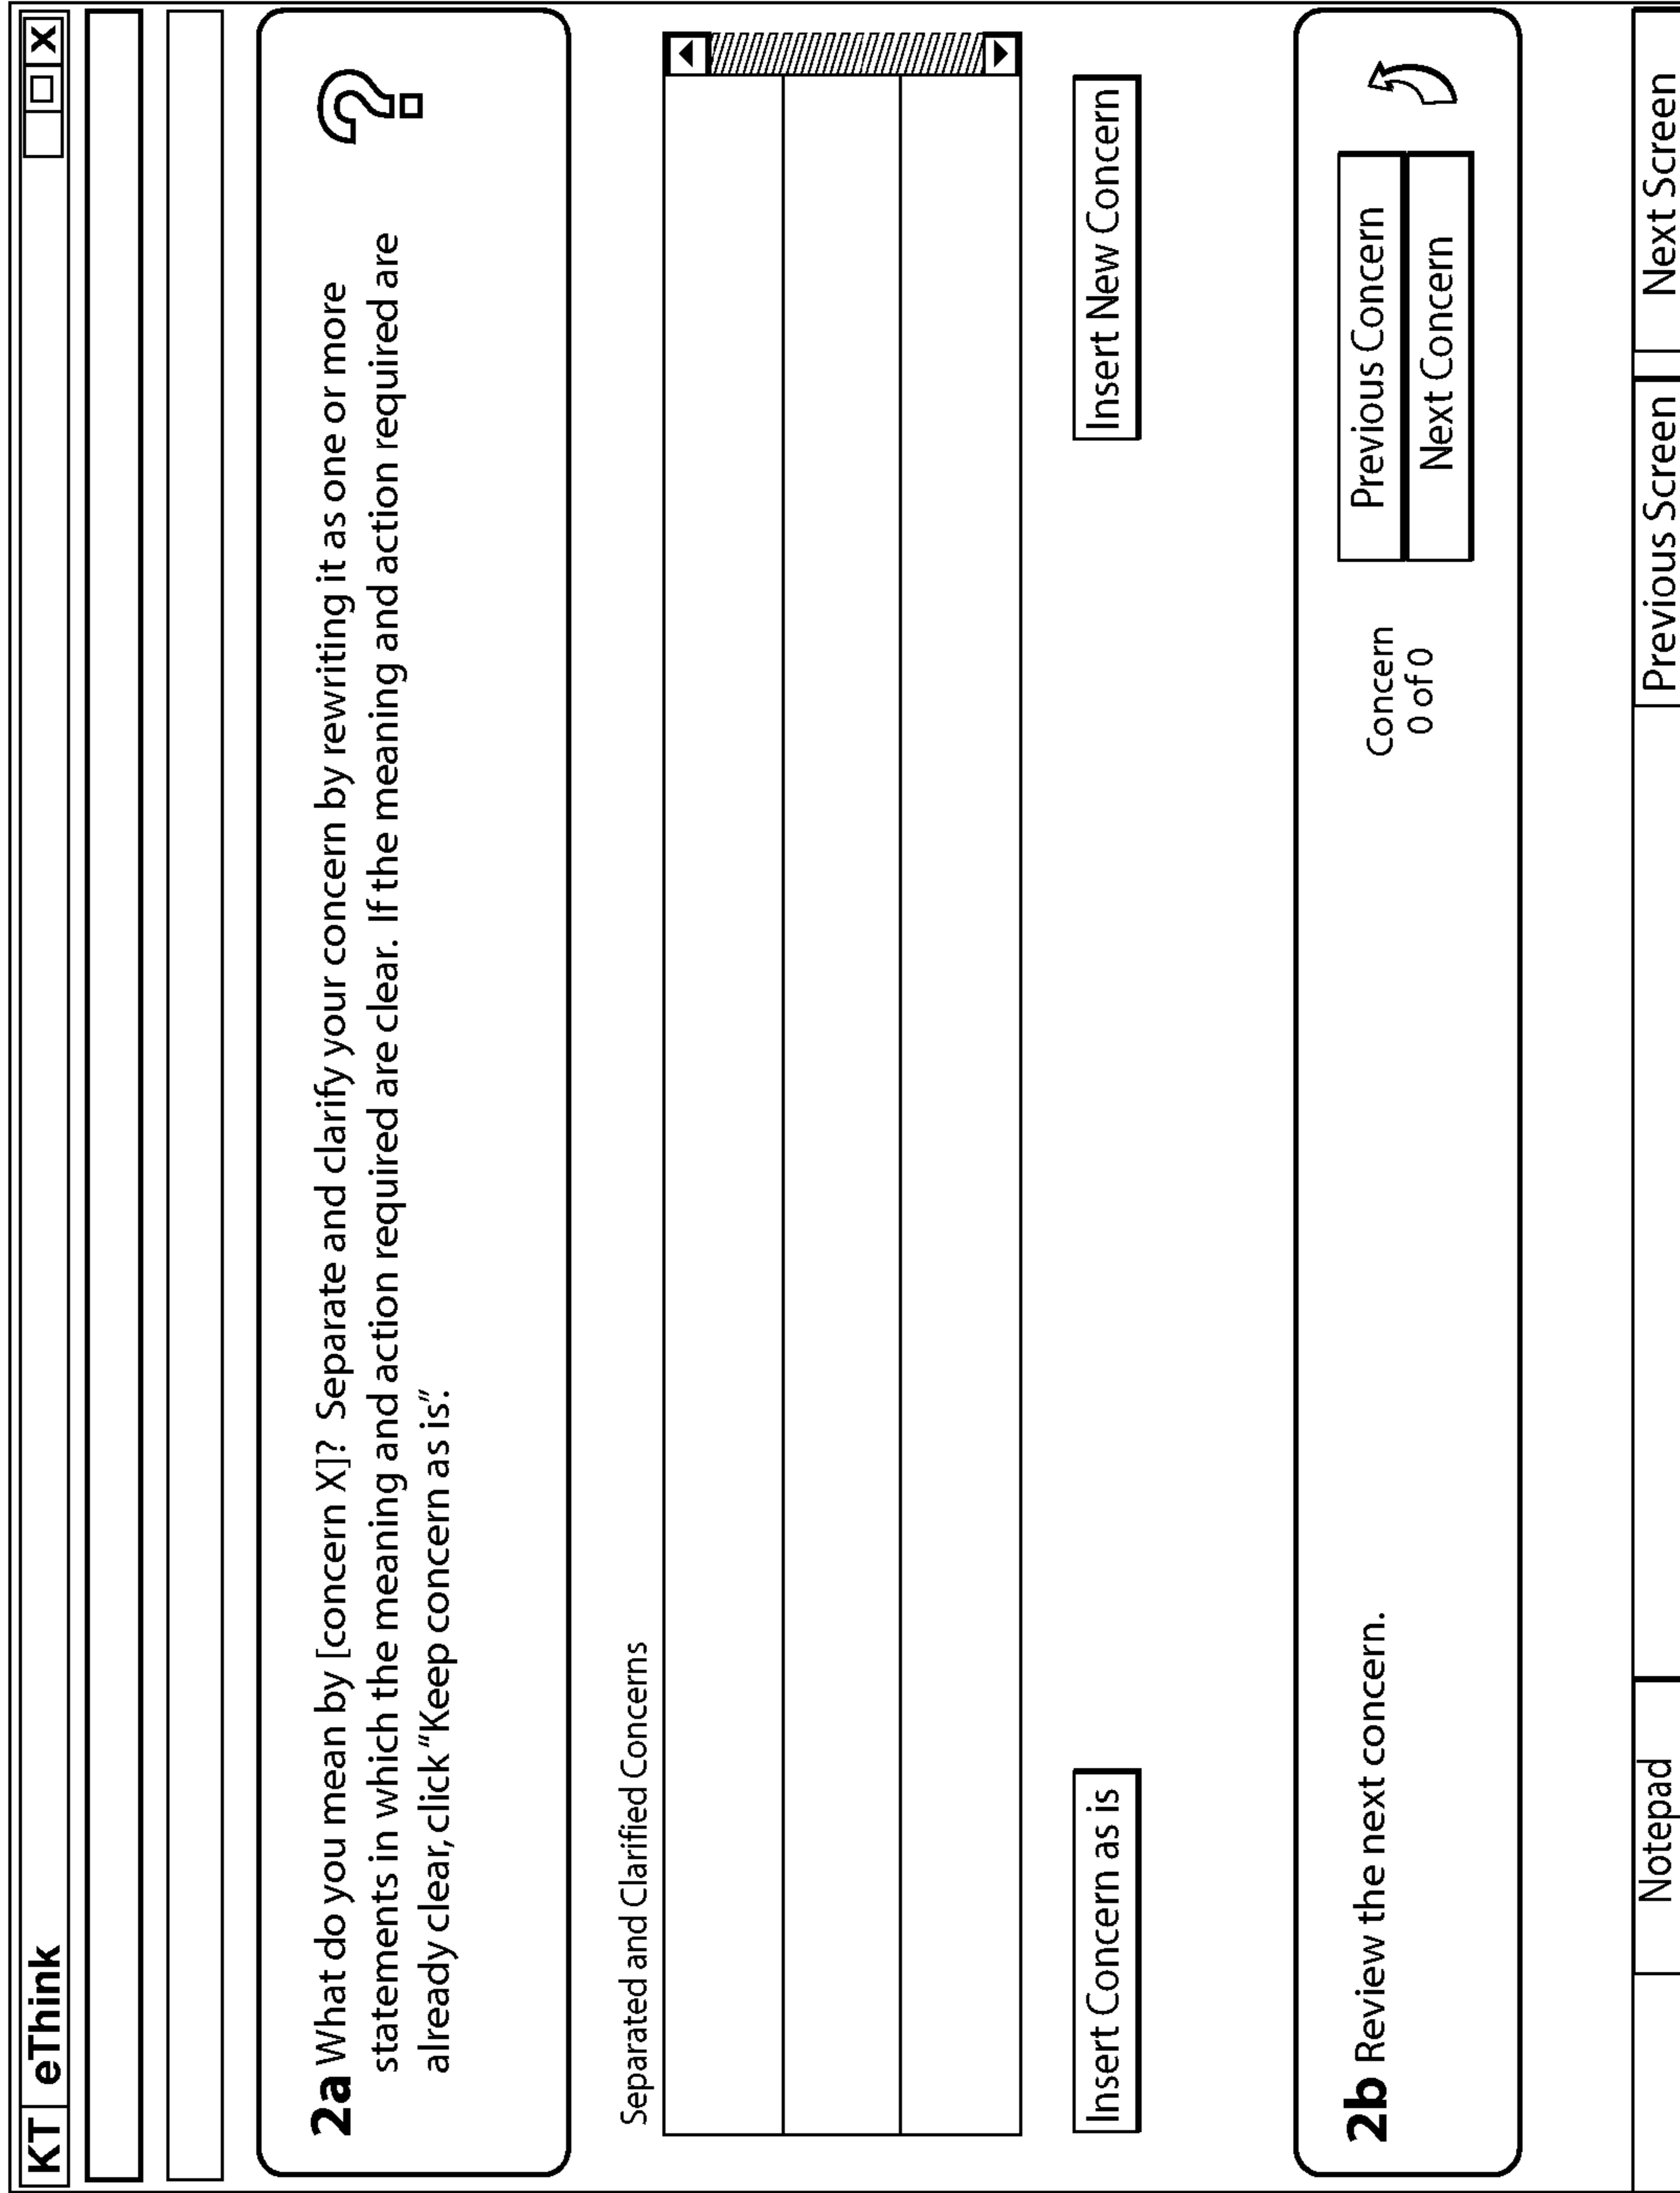 KT eThink X
2a What do you mean by [concern X]? Separate and clarify your concern by rewriting it as one or more
statements in which the meaning and action required are clear. If the meaning and action required are
already clear, click "Keep concern as is".
?
Separated and Clarified Concerns
Insert Concern as is
Insert New Concern
2b Review the next concern.
Concern
0 of 0
Previous Concern
Next Concern
Notepad
Previous Screen
Next Screen